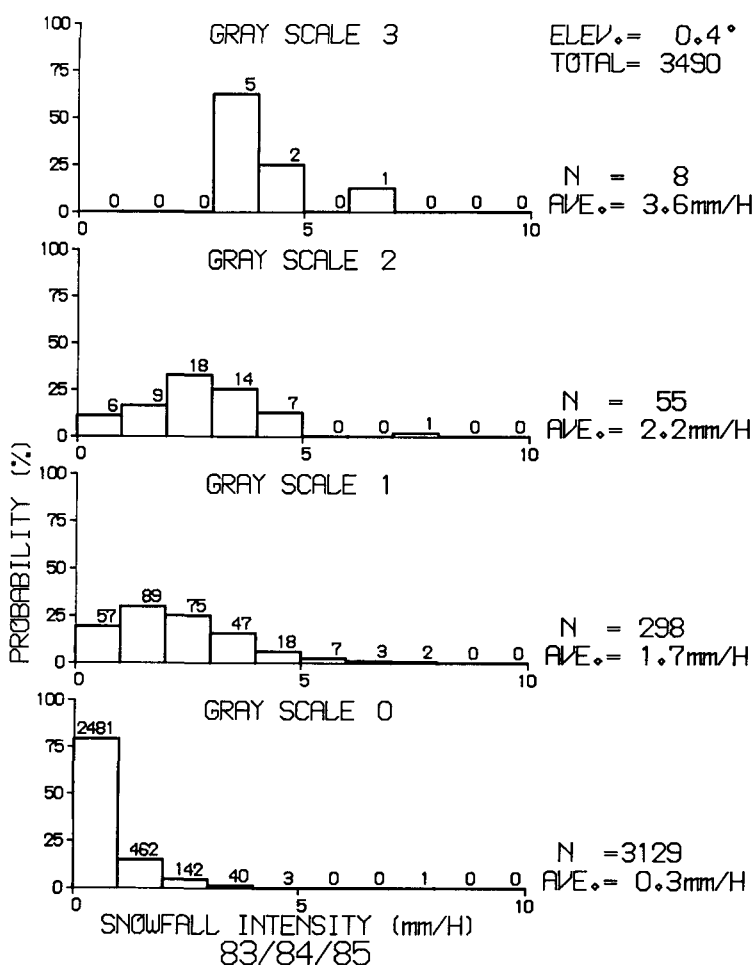 GRAY SCALE 3
ELEV.= 0.4°
TOTAL= 3490
100
75
50
25
0
0 0 0 5 2 0 1 0 0 0
0 5 10
N = 8
AVE.= 3.6mm/H
GRAY SCALE 2
100
75
50
25
0
6 9 18 14 7 0 0 1 0 0
0 5 10
N = 55
AVE.= 2.2mm/H
PROBABILITY (%)
GRAY SCALE 1
100
75
50
25
0
57 89 75 47 18 7 3 2 0 0
0 5 10
N = 298
AVE.= 1.7mm/H
GRAY SCALE 0
100
75
50
25
0
2481 462 142 40 3 0 0 1 0 0
0 5 10
N =3129
AVE.= 0.3mm/H
SNOWFALL INTENSITY (mm/H)
83/84/85